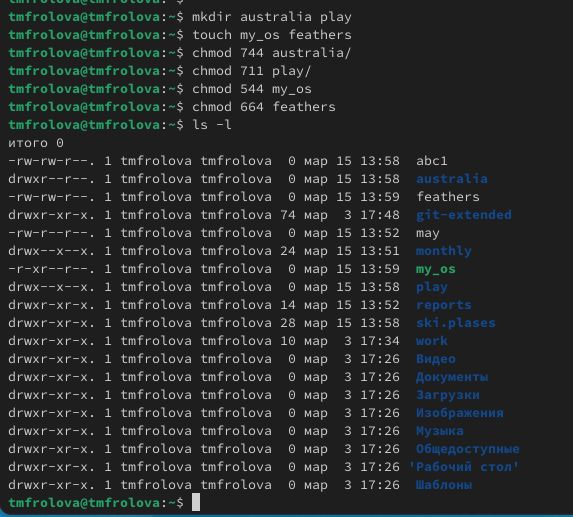 tmfrolova@tmfrolova:~$
tmfrolova@tmfrolova:~$ mkdir australia play
tmfrolova@tmfrolova:~$ touch my_os feathers
tmfrolova@tmfrolova:~$ chmod 744 australia/
tmfrolova@tmfrolova:~$ chmod 711 play/
tmfrolova@tmfrolova:~$ chmod 544 my_os
tmfrolova@tmfrolova:~$ chmod 664 feathers
tmfrolova@tmfrolova:~$ ls -l
итого 0
-rw-rw-r--. 1 tmfrolova tmfrolova  0 мар 15 13:58  abc1
drwxr--r--. 1 tmfrolova tmfrolova  0 мар 15 13:58  australia
-rw-rw-r--. 1 tmfrolova tmfrolova  0 мар 15 13:59  feathers
drwxr-xr-x. 1 tmfrolova tmfrolova 74 мар  3 17:48  git-extended
-rw-r--r--. 1 tmfrolova tmfrolova  0 мар 15 13:52  may
drwx--x--x. 1 tmfrolova tmfrolova 24 мар 15 13:51  monthly
-r-xr--r--. 1 tmfrolova tmfrolova  0 мар 15 13:59  my_os
drwx--x--x. 1 tmfrolova tmfrolova  0 мар 15 13:58  play
drwxr-xr-x. 1 tmfrolova tmfrolova 14 мар 15 13:52  reports
drwxr-xr-x. 1 tmfrolova tmfrolova 28 мар 15 13:58  ski.plases
drwxr-xr-x. 1 tmfrolova tmfrolova 10 мар  3 17:34  work
drwxr-xr-x. 1 tmfrolova tmfrolova  0 мар  3 17:26  Видео
drwxr-xr-x. 1 tmfrolova tmfrolova  0 мар  3 17:26  Документы
drwxr-xr-x. 1 tmfrolova tmfrolova  0 мар  3 17:26  Загрузки
drwxr-xr-x. 1 tmfrolova tmfrolova  0 мар  3 17:26  Изображения
drwxr-xr-x. 1 tmfrolova tmfrolova  0 мар  3 17:26  Музыка
drwxr-xr-x. 1 tmfrolova tmfrolova  0 мар  3 17:26  Общедоступные
drwxr-xr-x. 1 tmfrolova tmfrolova  0 мар  3 17:26 'Рабочий стол'
drwxr-xr-x. 1 tmfrolova tmfrolova  0 мар  3 17:26  Шаблоны
tmfrolova@tmfrolova:~$